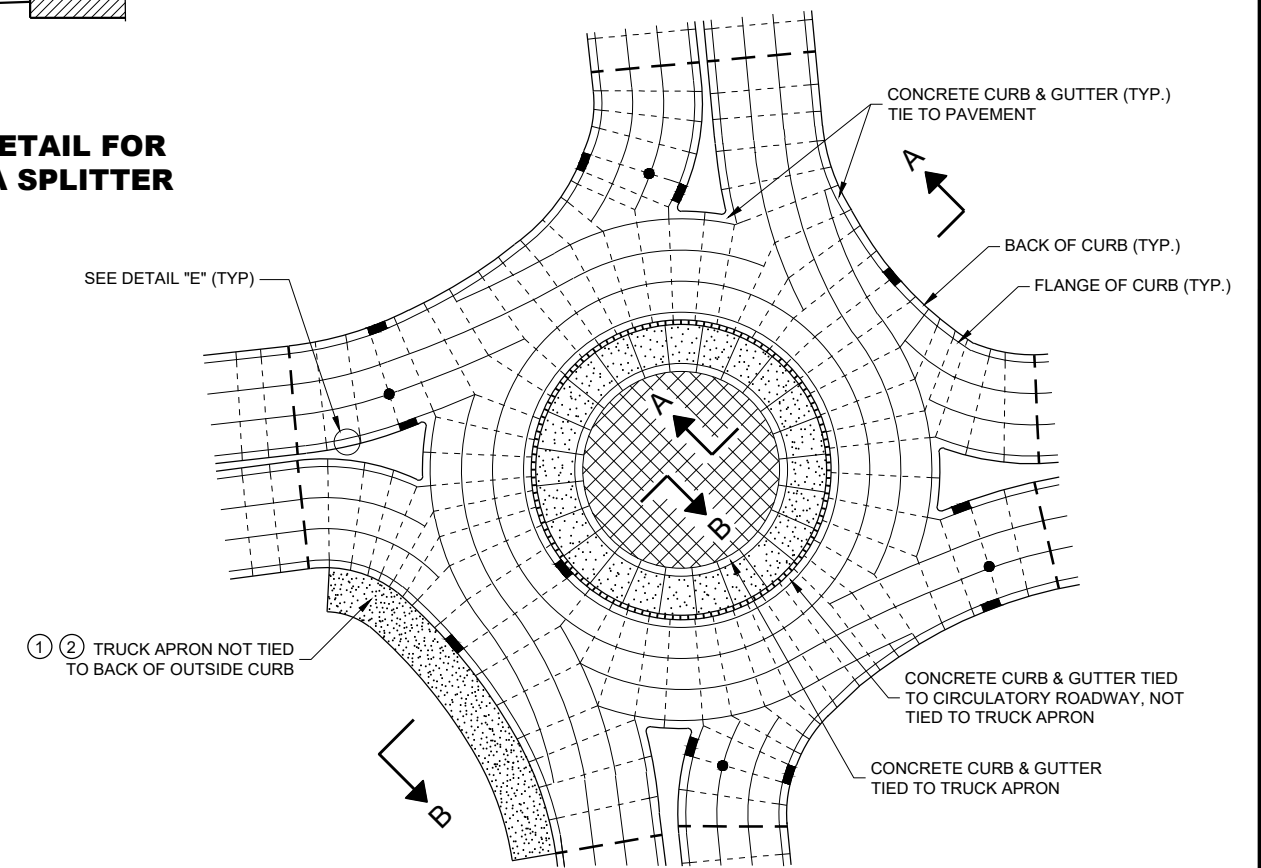 ETAIL FOR
A SPLITTER
CONCRETE CURB & GUTTER (TYP.)
TIE TO PAVEMENT
A
BACK OF CURB (TYP.)
FLANGE OF CURB (TYP.)
SEE DETAIL "E" (TYP)
A
B
1 2 TRUCK APRON NOT TIED
TO BACK OF OUTSIDE CURB
CONCRETE CURB & GUTTER TIED
TO CIRCULATORY ROADWAY, NOT
TIED TO TRUCK APRON
CONCRETE CURB & GUTTER
TIED TO TRUCK APRON
B